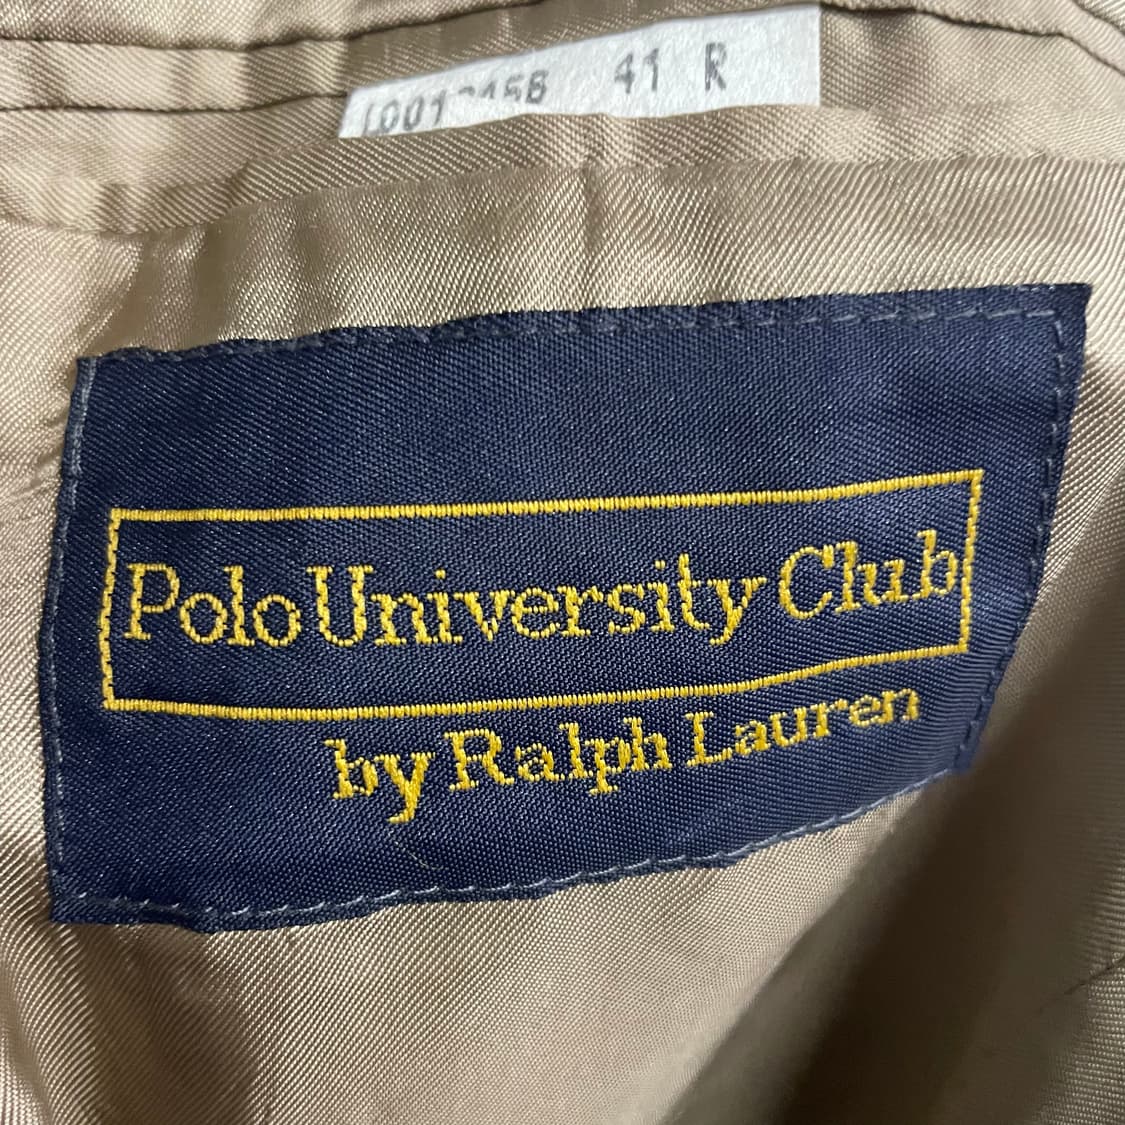 41 R
Polo University Club
by Ralph Lauren